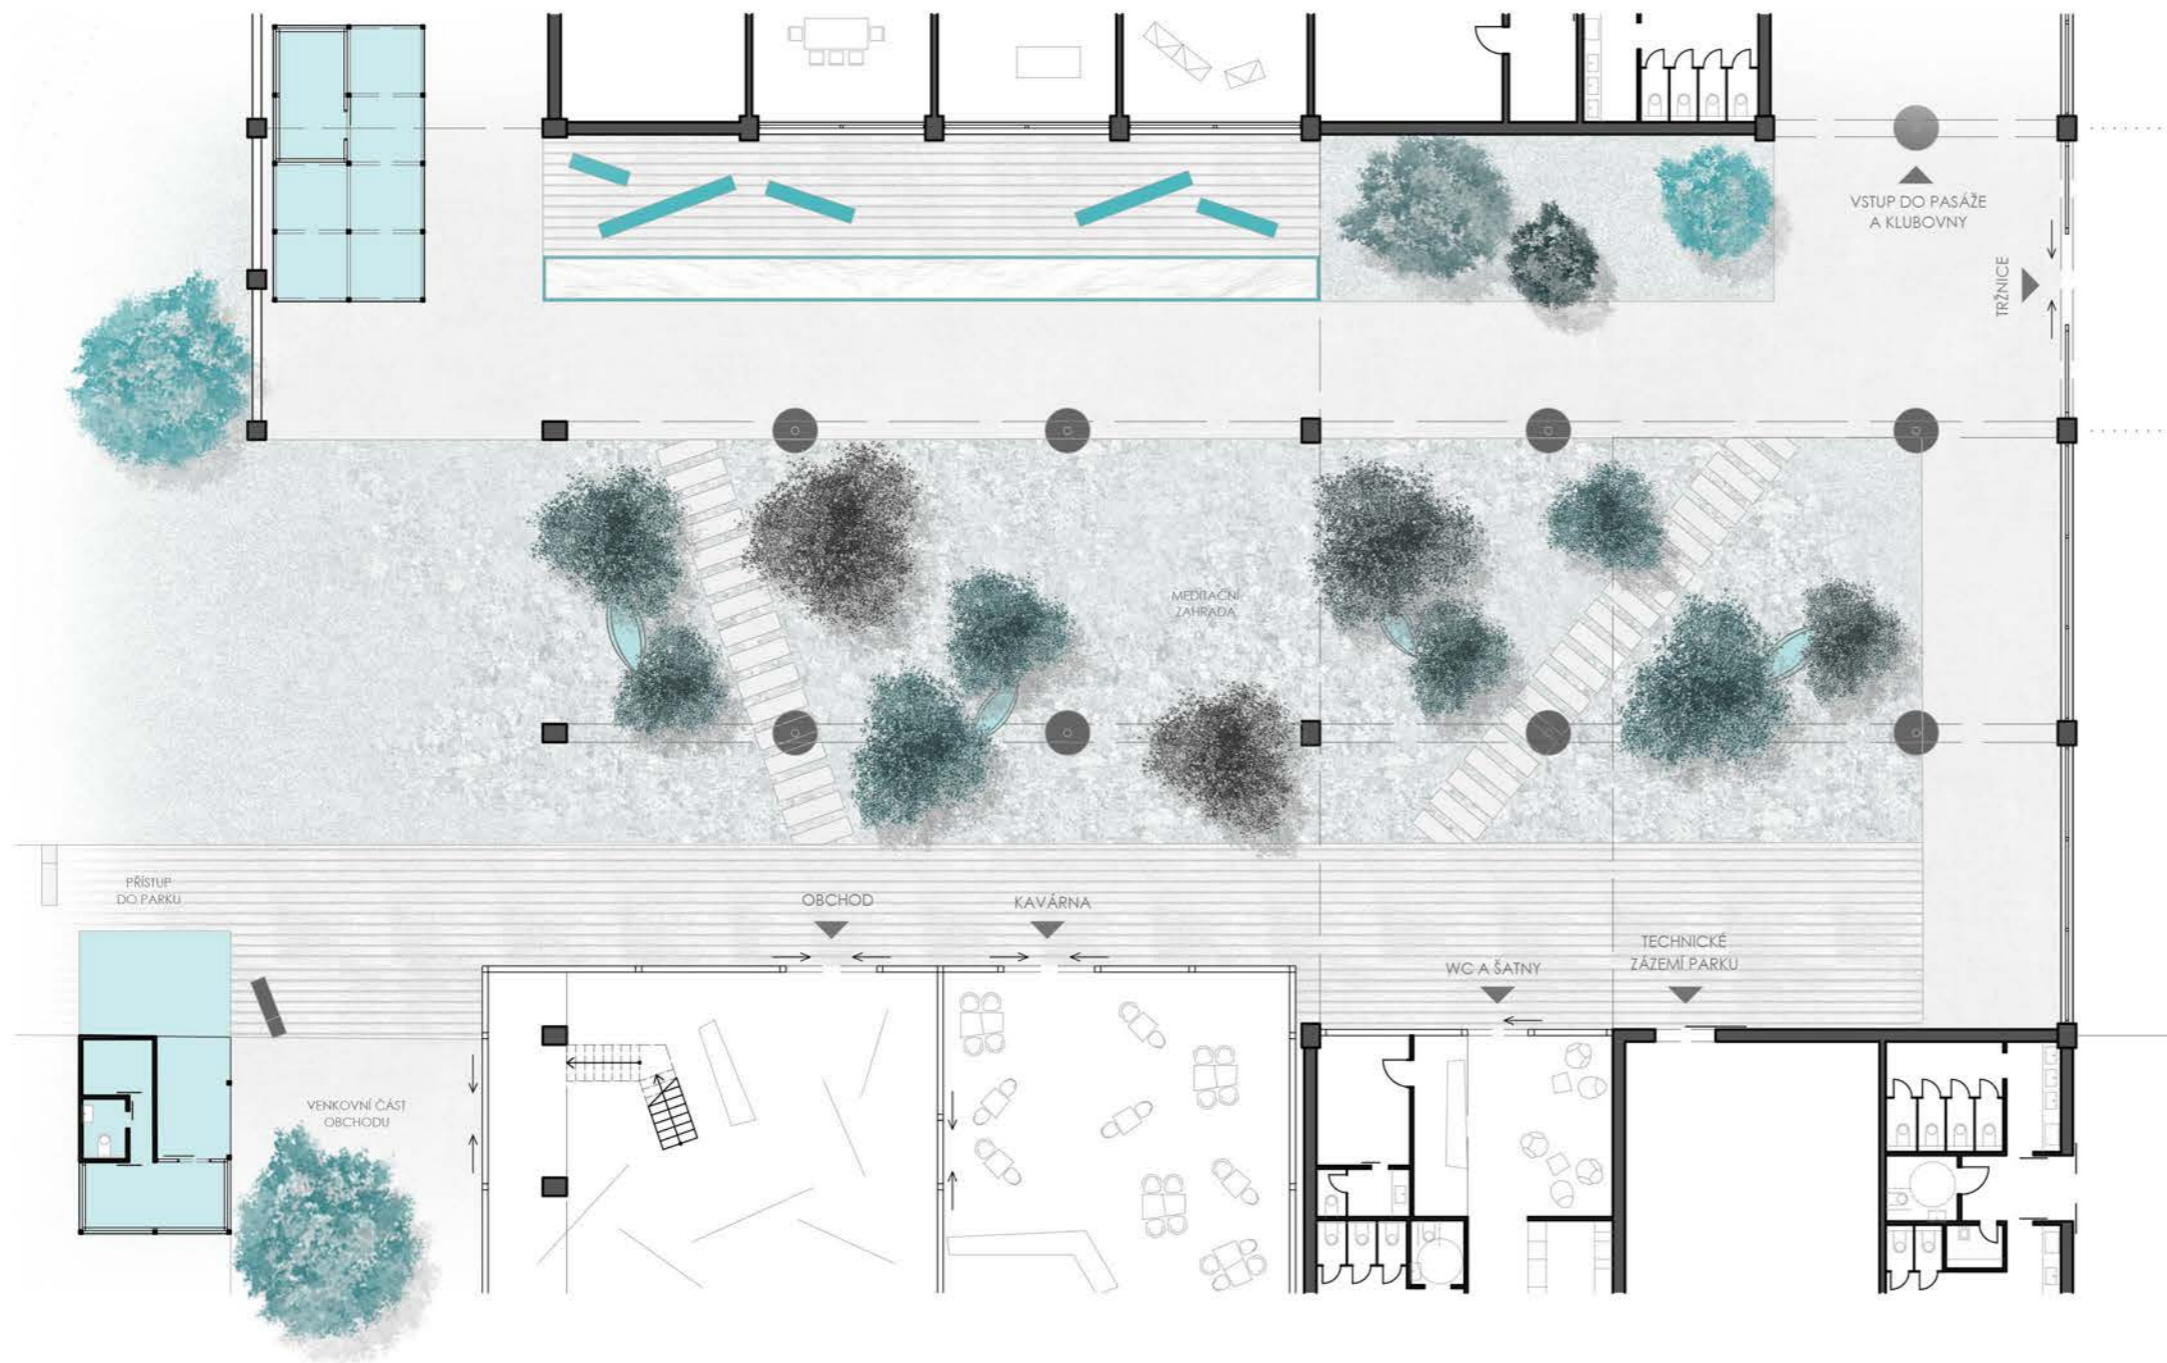 VSTUP DO PASÁŽE
A KLUBOVNY
TRŽNICE
MEDITAČNÍ
ZAHRADA
PŘÍSTUP
DO PARKU
OBCHOD
KAVÁRNA
WC A ŠATNY
TECHNICKÉ
ZÁZEMÍ PARKU
VENKOVNÍ ČÁST
OBCHODU